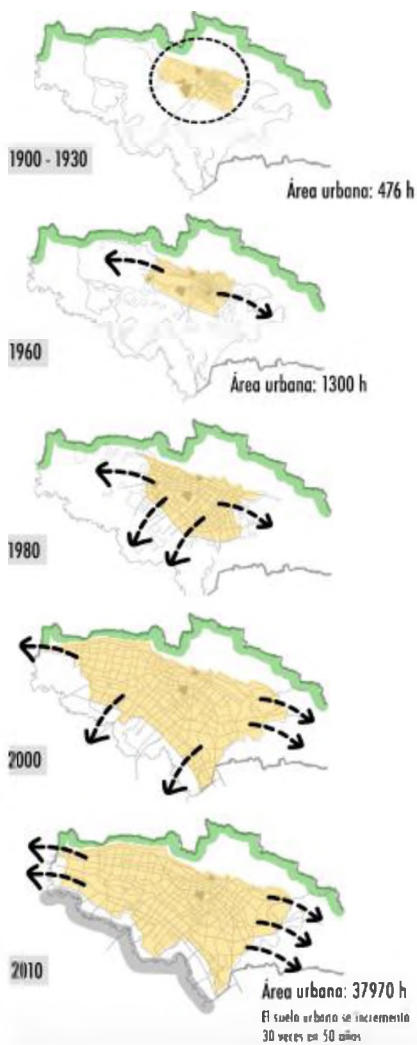 1900 - 1930
Área urbana: 476 h
1960
Área urbana: 1300 h
1980
2000
2010
Área urbana: 37970 h
El suelo urbano se incremento
30 veces en 50 años